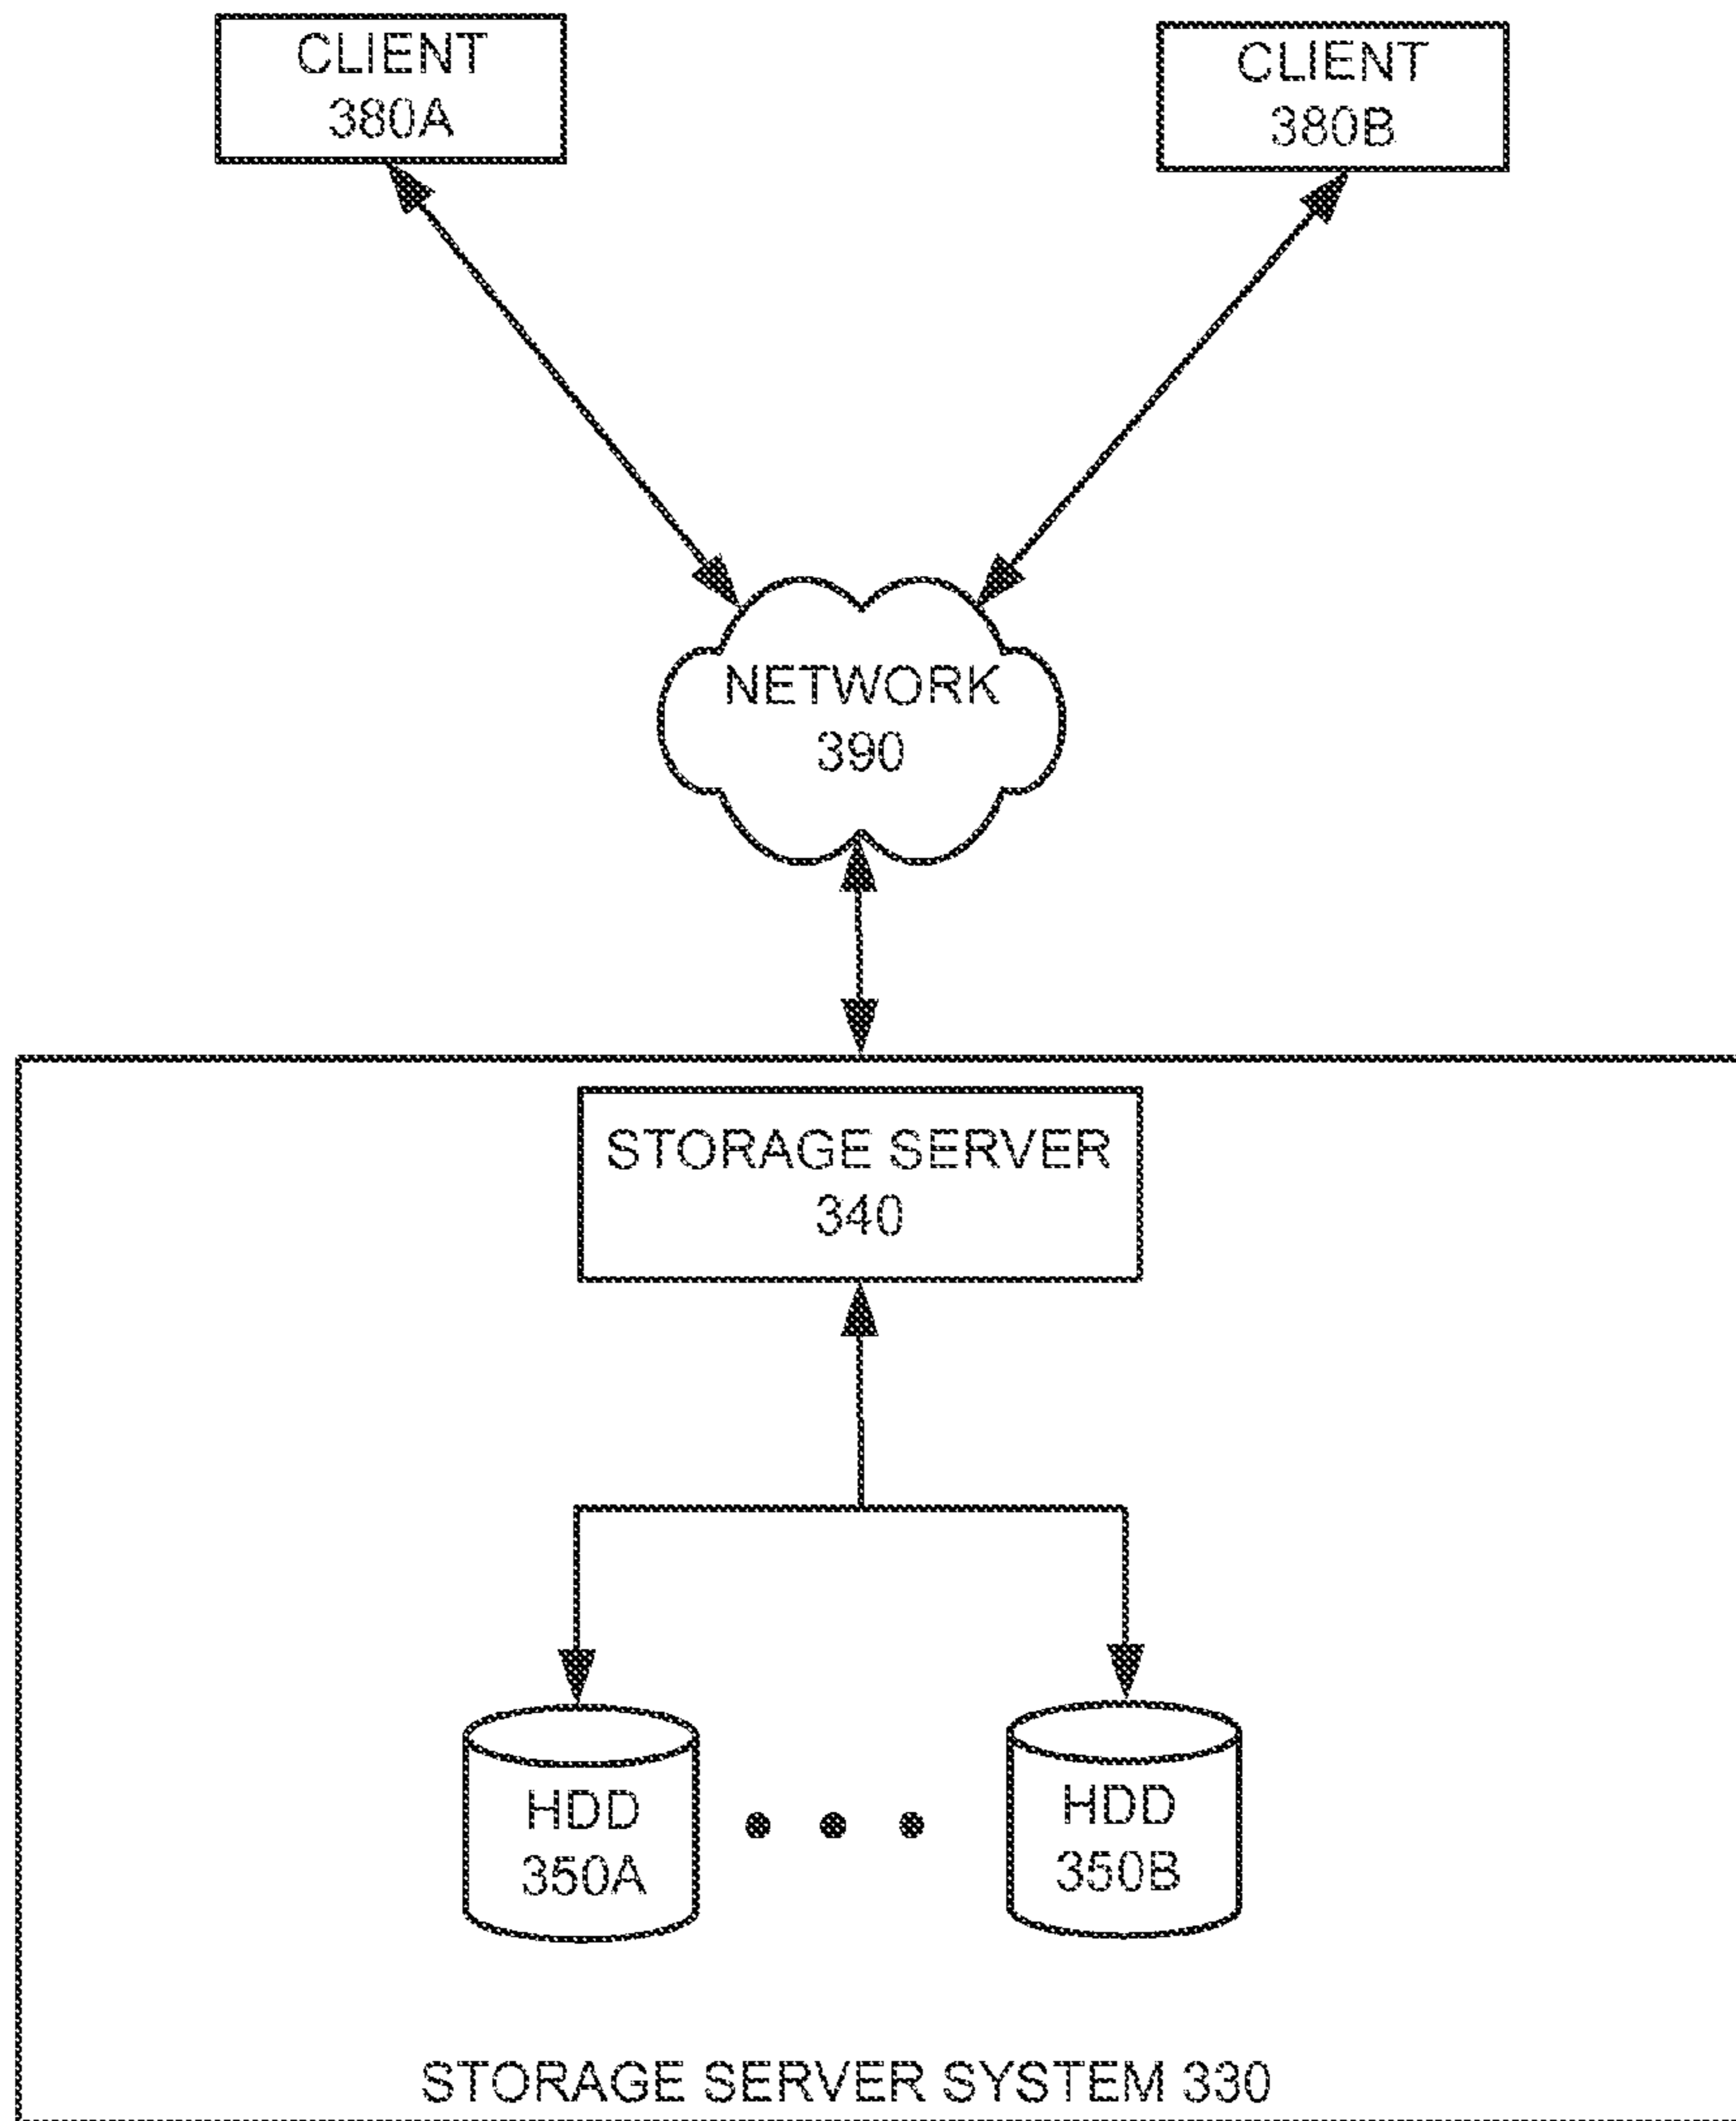 CLIENT
380A
CLIENT
380B
NETWORK
390
STORAGE SERVER
340
HDD
350A
HDD
350B
STORAGE SERVER SYSTEM 330